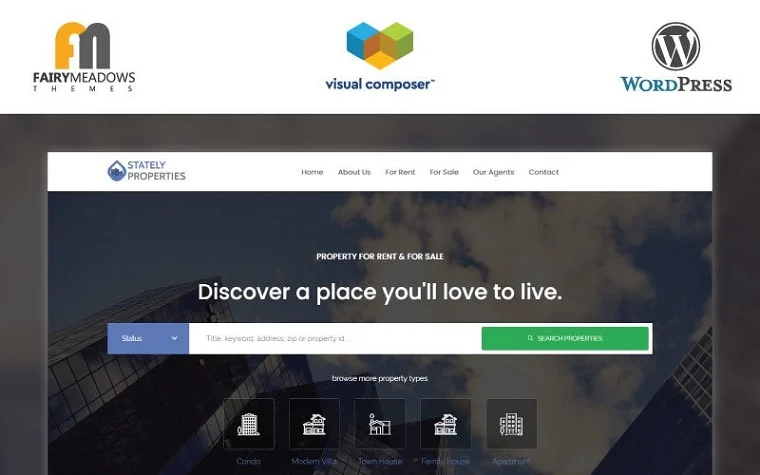 FAIRYMEADOWS
THEMES
visual composer™
WORDPRESS
STATELY
PROPERTIES
Home About Us For Rent For Sale Our Agents Contact
PROPERTY FOR RENT & FOR SALE
Discover a place you'll love to live.
Status
Title, keyword, address, zip or property id...
SEARCH PROPERTIES
browse more property types
Condo Modern Villa Town House Family House Apartment